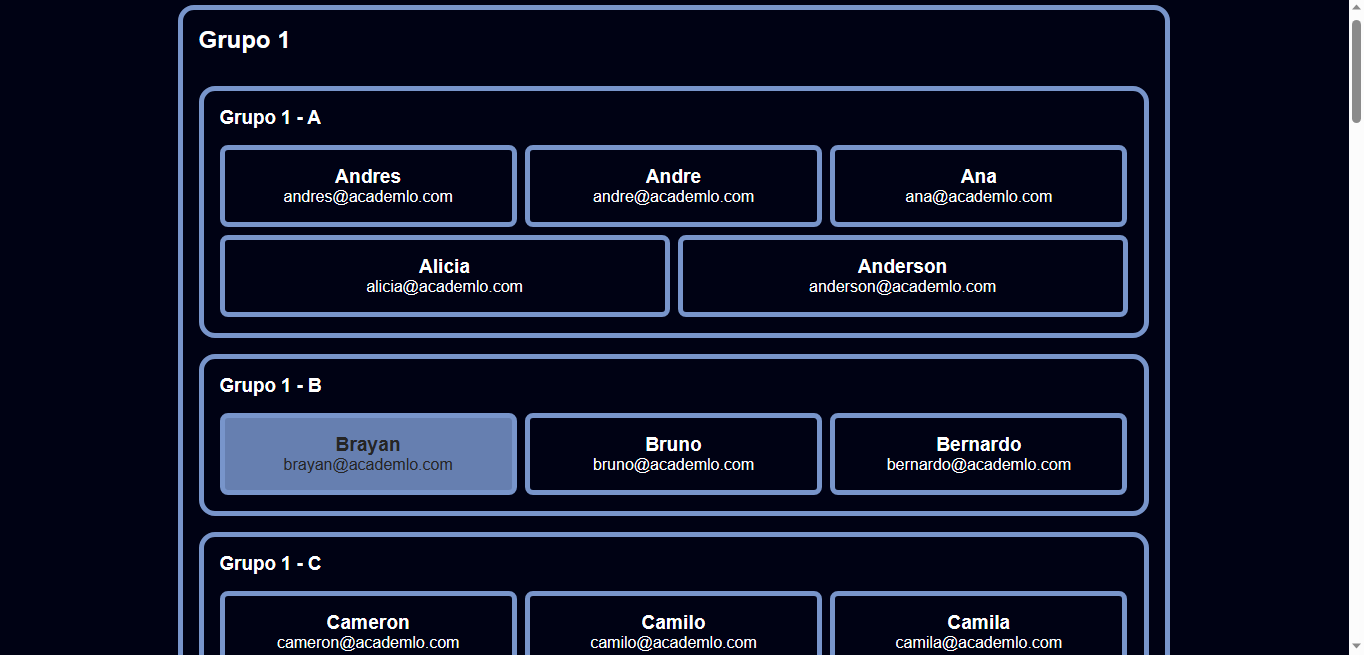 Grupo 1
Grupo 1 - A
Andres
andres@academlo.com
Andre
andre@academlo.com
Ana
ana@academlo.com
Alicia
alicia@academlo.com
Anderson
anderson@academlo.com
Grupo 1 - B
Brayan
brayan@academlo.com
Bruno
bruno@academlo.com
Bernardo
bernardo@academlo.com
Grupo 1 - C
Cameron
cameron@academlo.com
Camilo
camilo@academlo.com
Camila
camila@academlo.com